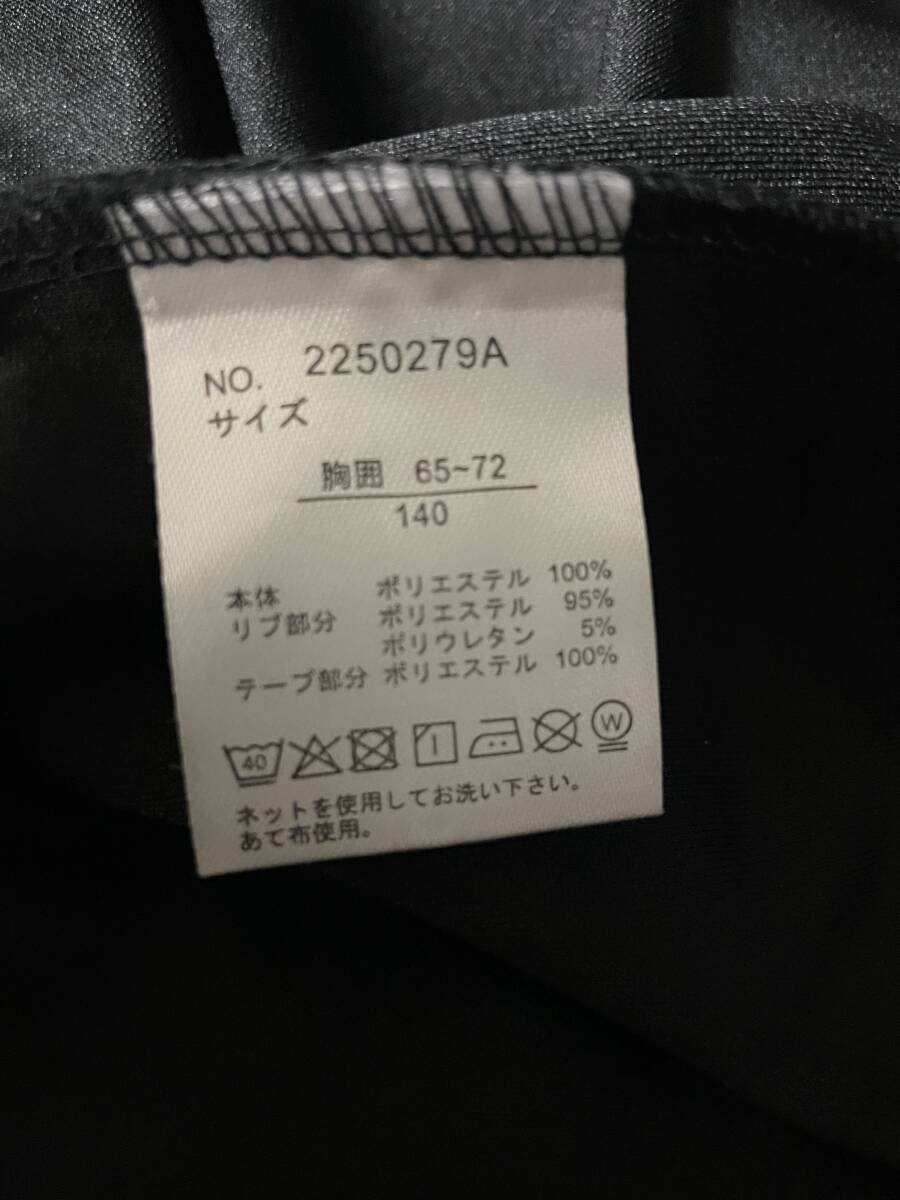 NO. 2250279A
サイズ
胸囲 65~72
140
本体 ポリエステル 100%
リブ部分 ポリエステル 95%
ポリウレタン 5%
テープ部分 ポリエステル 100%
40 W
ネットを使用してお洗い下さい。
あて布使用。